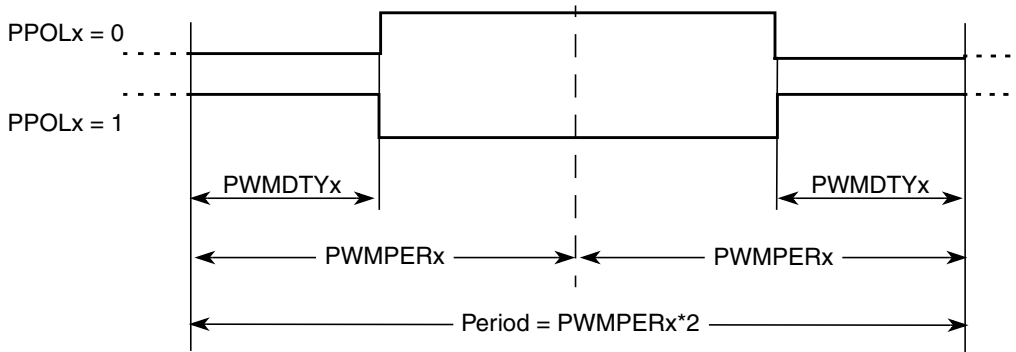 PPOLx = 0
PPOLx = 1
PWMDTYx PWMDTYx
PWMPERx PWMPERx
Period = PWMPERx*2